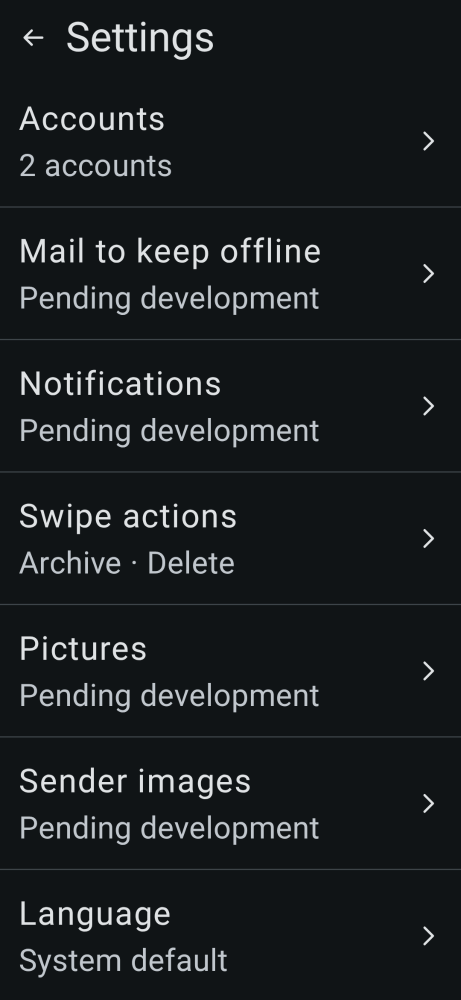 Settings
Accounts
2 accounts
Mail to keep offline
Pending development
Notifications
Pending development
Swipe actions
Archive · Delete
Pictures
Pending development
Sender images
Pending development
Language
System default